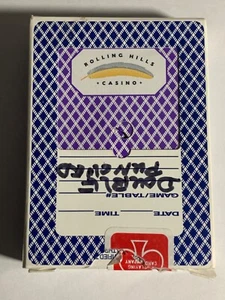 ROLLING HILLS
• CASINO •
DATE TIME
GAME/TABLE#
DOUBLE
PUNCHED